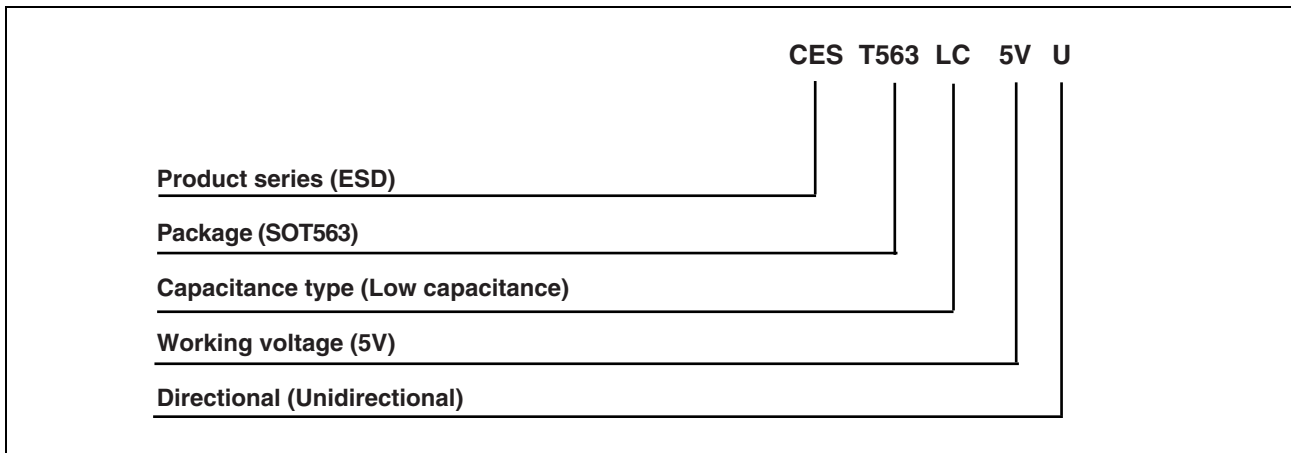 CES T563 LC 5V U
Product series (ESD)
Package (SOT563)
Capacitance type (Low capacitance)
Working voltage (5V)
Directional (Unidirectional)